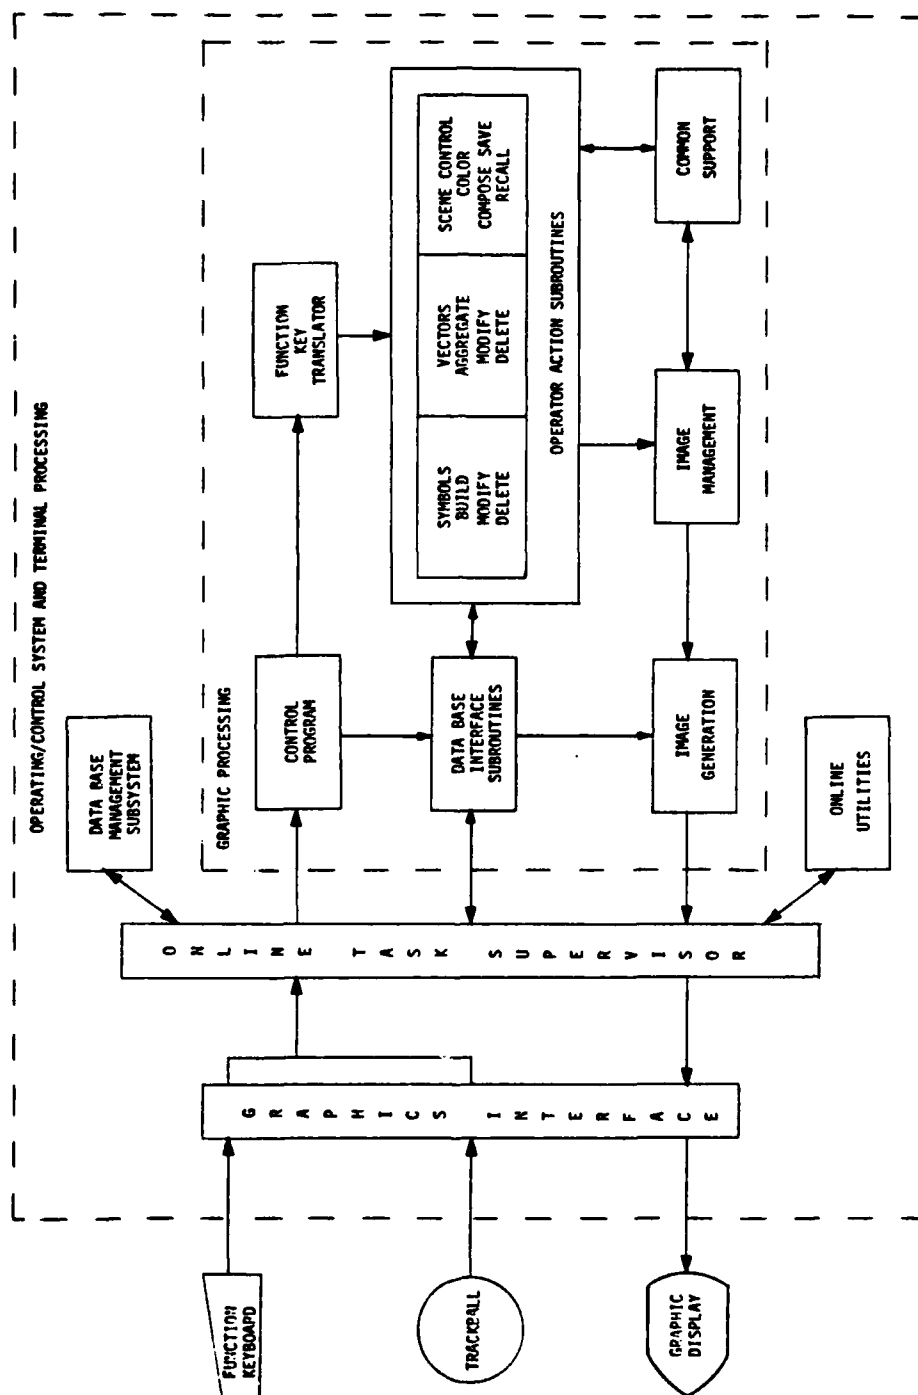 OPERATING/CONTROL SYSTEM AND TERMINAL PROCESSING
DATA BASE
MANAGEMENT
SUBSYSTEM
GRAPHIC PROCESSING
FUNCTION
KEYBOARD
TRACKBALL
GRAPHIC
DISPLAY
GRAPHICS INTERFACE
ONLINE TASK SUPERVISOR
CONTROL
PROGRAM
FUNCTION
KEY
TRANSLATOR
DATA BASE
INTERFACE
SUBROUTINES
SYMBOLS
BUILD
MODIFY
DELETE
VECTORS
AGGREGATE
MODIFY
DELETE
SCENE CONTROL
COLOR
COMPOSE SAVE
RECALL
OPERATOR ACTION SUBROUTINES
IMAGE
GENERATION
IMAGE
MANAGEMENT
COMMON
SUPPORT
ONLINE
UTILITIES